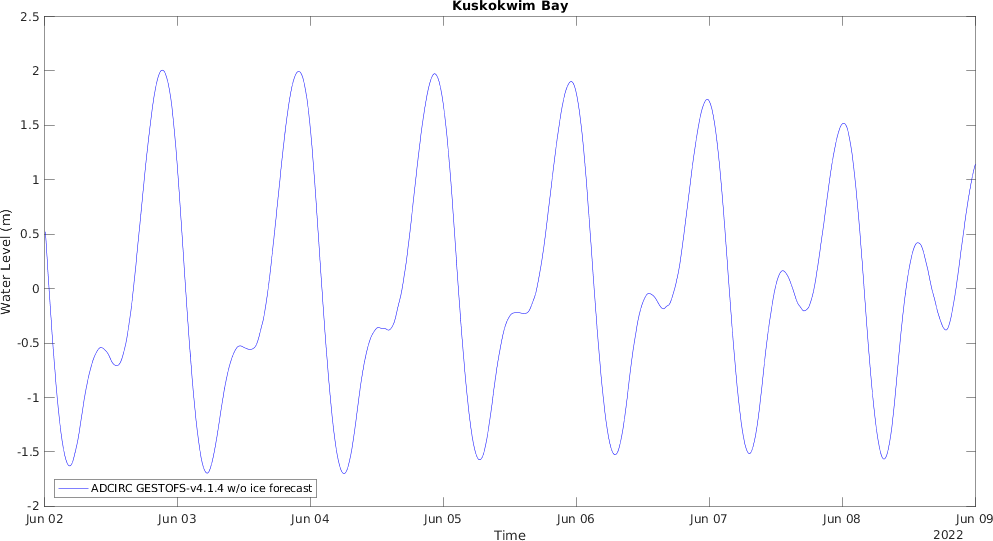 Kuskokwim Bay
2.5
2
1.5
1
0.5
0
-0.5
-1
-1.5
-2
Water Level (m)
ADCIRC GESTOFS-v4.1.4 w/o ice forecast
Jun 02 Jun 03 Jun 04 Jun 05 Jun 06 Jun 07 Jun 08 Jun 09
2022
Time